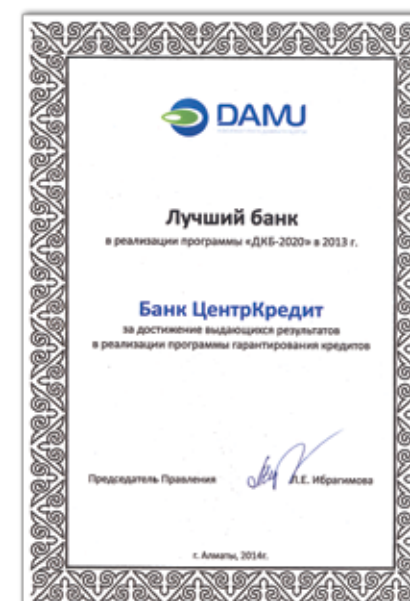 DAMU
Лучший банк
в реализации программы «ДКБ-2020» в 2013 г.
Банк ЦентрКредит
за достижение выдающихся результатов
в реализации программы гарантирования кредитов
Председатель Правления
Л.Е. Ибрагимова
г. Алматы, 2014г.